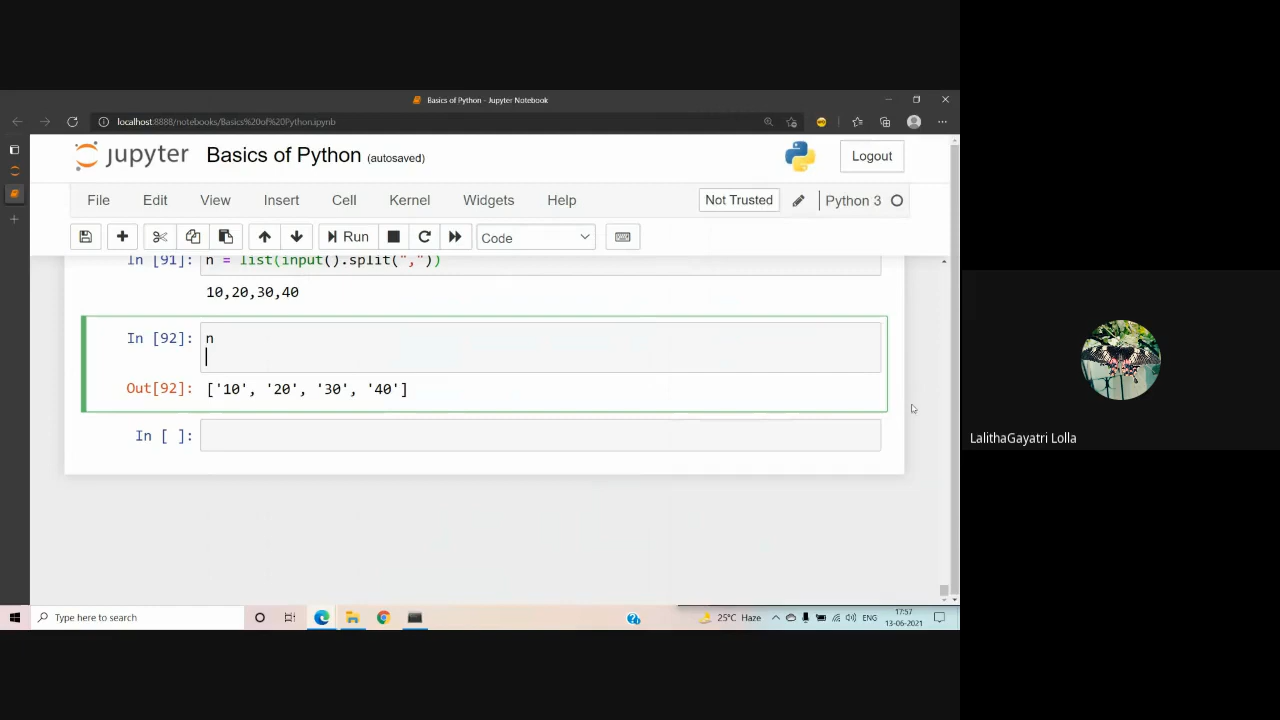 Basics of Python - Jupyter Notebook
localhost:8888/notebooks/Basics%20of%20Python.ipynb
jupyter Basics of Python (autosaved)
Logout
File Edit View Insert Cell Kernel Widgets Help
Not Trusted
Python 3
Run
Code
In [91]: n = list(input().split(","))
10,20,30,40
In [92]: n
Out[92]: ['10', '20', '30', '40']
In [ ]:
LalithaGayatri Lolla
Type here to search
25°C Haze
ENG
17:57
13-06-2021